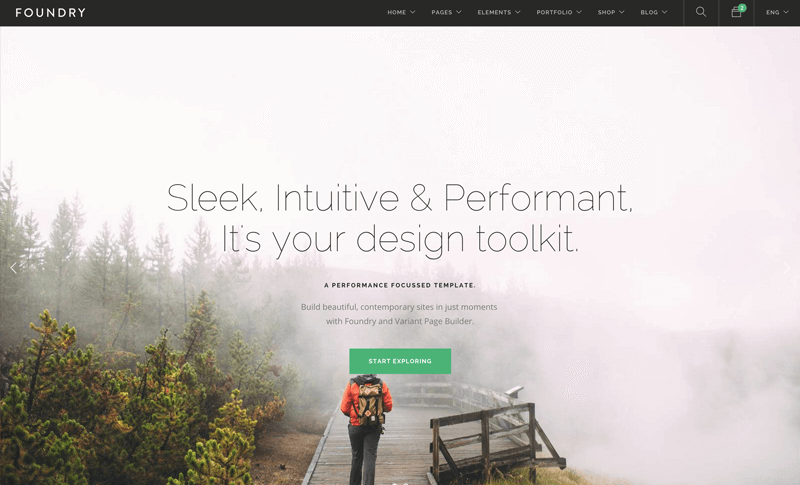 FOUNDRY
HOME
PAGES
ELEMENTS
PORTFOLIO
SHOP
BLOG
2
ENG
Sleek, Intuitive & Performant,
It's your design toolkit.
A PERFORMANCE FOCUSSED TEMPLATE.
Build beautiful, contemporary sites in just moments
with Foundry and Variant Page Builder.
START EXPLORING